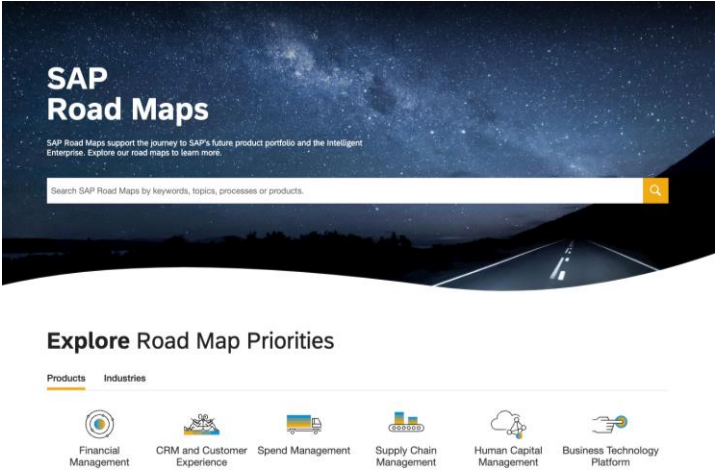 SAP
Road Maps
SAP Road Maps support the journey to SAP's future product portfolio and the Intelligent
Enterprise. Explore our road maps to learn more.
Search SAP Road Maps by keywords, topics, processes or products.
Explore Road Map Priorities
Products Industries
Financial
Management
CRM and Customer
Experience
Spend Management
Supply Chain
Management
Human Capital
Management
Business Technology
Platform